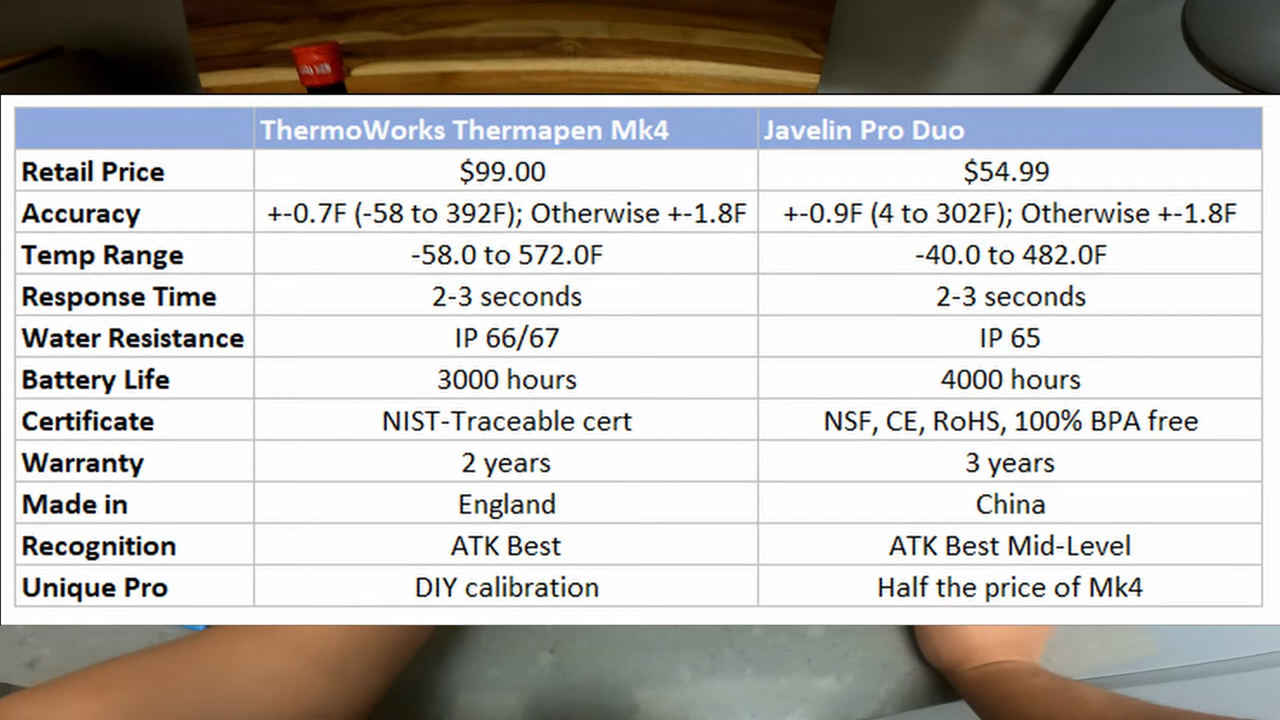 ThermoWorks Thermapen Mk4 Javelin Pro Duo
Retail Price $99.00 $54.99
Accuracy +-0.7F (-58 to 392F); Otherwise +-1.8F +-0.9F (4 to 302F); Otherwise +-1.8F
Temp Range -58.0 to 572.0F -40.0 to 482.0F
Response Time 2-3 seconds 2-3 seconds
Water Resistance IP 66/67 IP 65
Battery Life 3000 hours 4000 hours
Certificate NIST-Traceable cert NSF, CE, RoHS, 100% BPA free
Warranty 2 years 3 years
Made in England China
Recognition ATK Best ATK Best Mid-Level
Unique Pro DIY calibration Half the price of Mk4